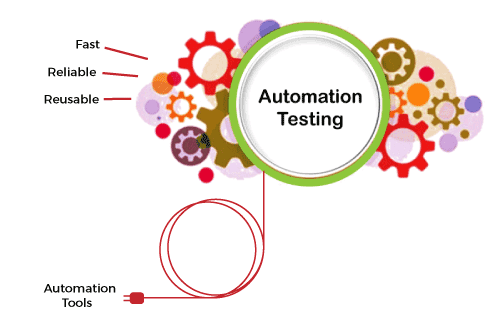 Fast
Reliable
Reusable
Automation
Testing
Automation
Tools